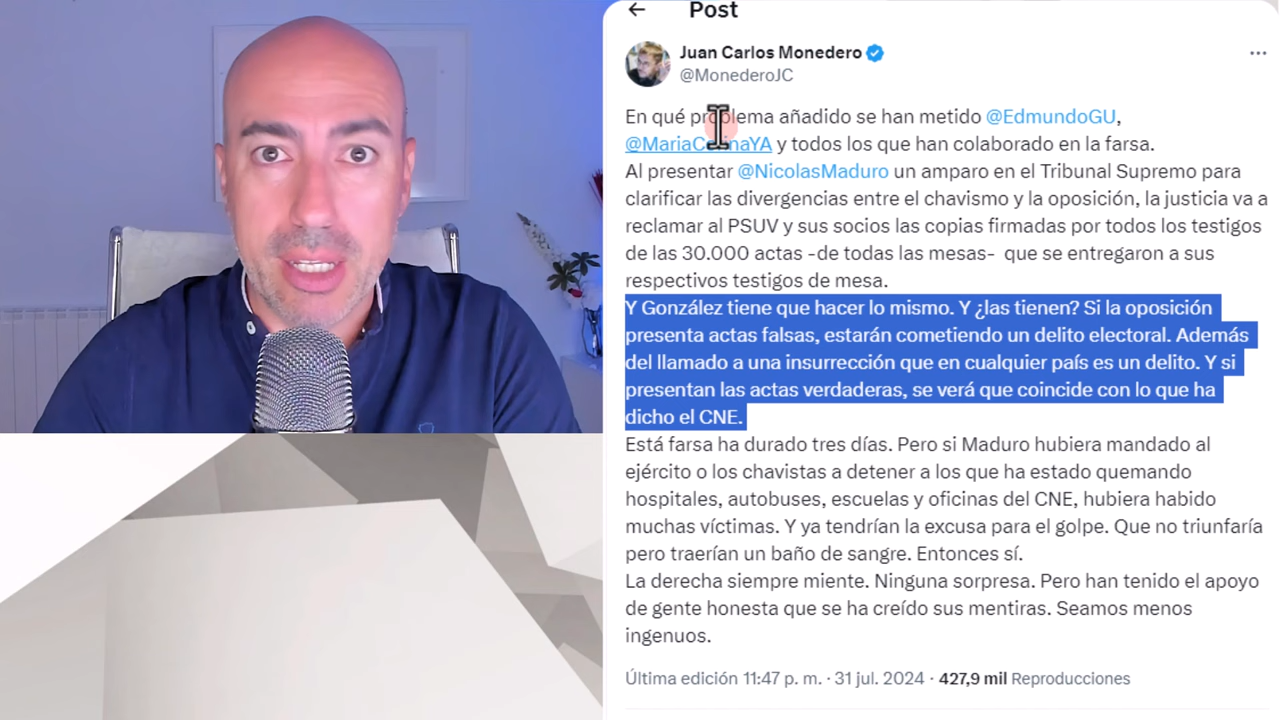 Post
Juan Carlos Monedero
@MonederoJC
En qué problema añadido se han metido @EdmundoGU,
@MariaCorinaYA y todos los que han colaborado en la farsa.
Al presentar @NicolasMaduro un amparo en el Tribunal Supremo para
clarificar las divergencias entre el chavismo y la oposición, la justicia va a
reclamar al PSUV y sus socios las copias firmadas por todos los testigos
de las 30.000 actas -de todas las mesas- que se entregaron a sus
respectivos testigos de mesa.
Y González tiene que hacer lo mismo. Y ¿las tienen? Si la oposición
presenta actas falsas, estarán cometiendo un delito electoral. Además
del llamado a una insurrección que en cualquier país es un delito. Y si
presentan las actas verdaderas, se verá que coincide con lo que ha
dicho el CNE.
Está farsa ha durado tres días. Pero si Maduro hubiera mandado al
ejército o los chavistas a detener a los que ha estado quemando
hospitales, autobuses, escuelas y oficinas del CNE, hubiera habido
muchas víctimas. Y ya tendrían la excusa para el golpe. Que no triunfaría
pero traerían un baño de sangre. Entonces sí.
La derecha siempre miente. Ninguna sorpresa. Pero han tenido el apoyo
de gente honesta que se ha creído sus mentiras. Seamos menos
ingenuos.
Última edición 11:47 p. m. · 31 jul. 2024 · 427,9 mil Reproducciones